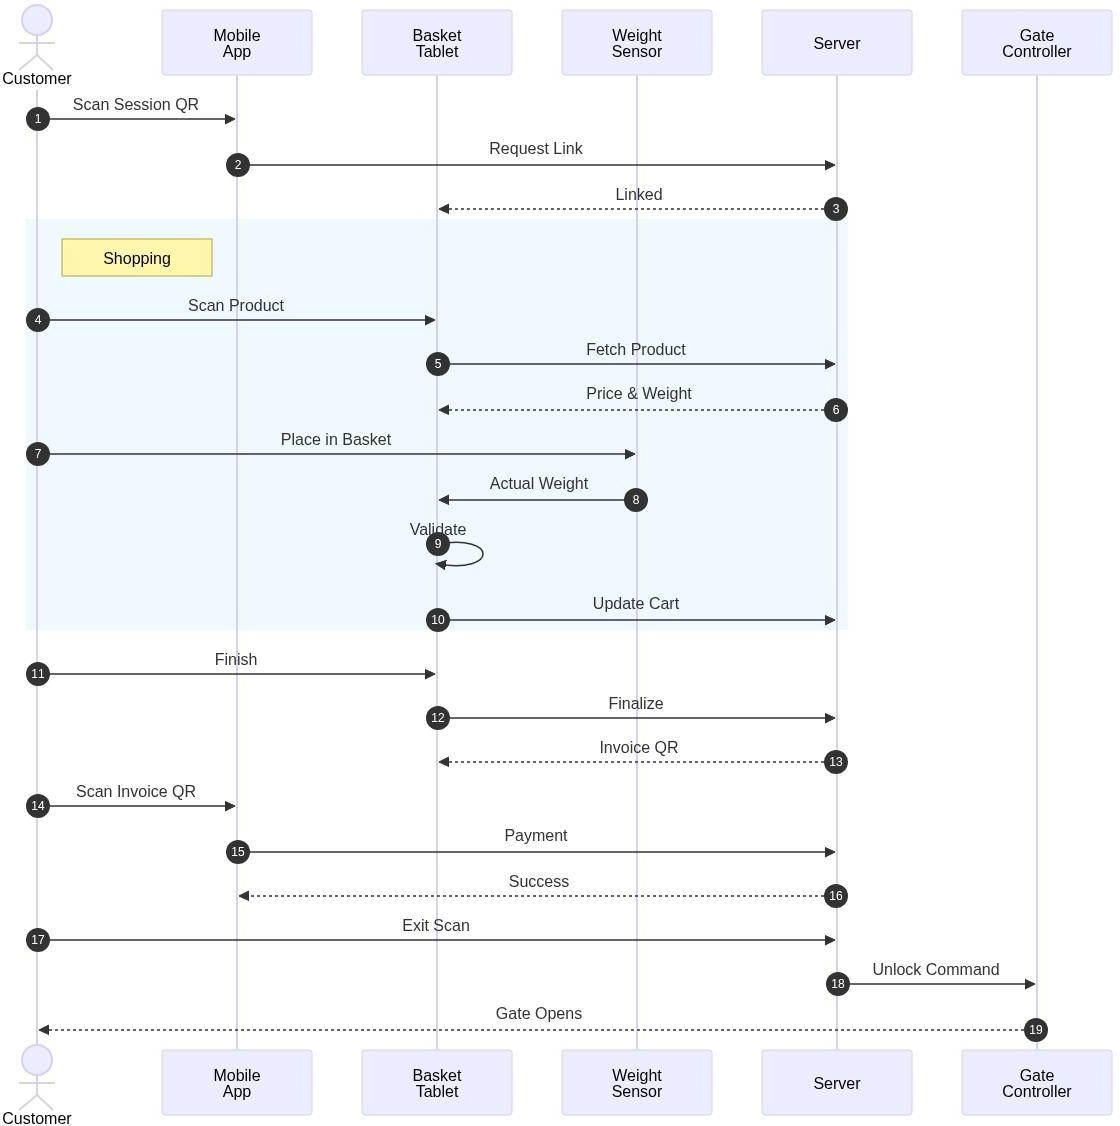 Customer
Mobile
App
Basket
Tablet
Weight
Sensor
Server
Gate
Controller
1
Scan Session QR
2
Request Link
Linked
3
Shopping
4
Scan Product
5
Fetch Product
Price & Weight
6
7
Place in Basket
Actual Weight
8
Validate
9
10
Update Cart
11
Finish
12
Finalize
Invoice QR
13
14
Scan Invoice QR
15
Payment
Success
16
17
Exit Scan
18
Unlock Command
Gate Opens
19
Customer
Mobile
App
Basket
Tablet
Weight
Sensor
Server
Gate
Controller